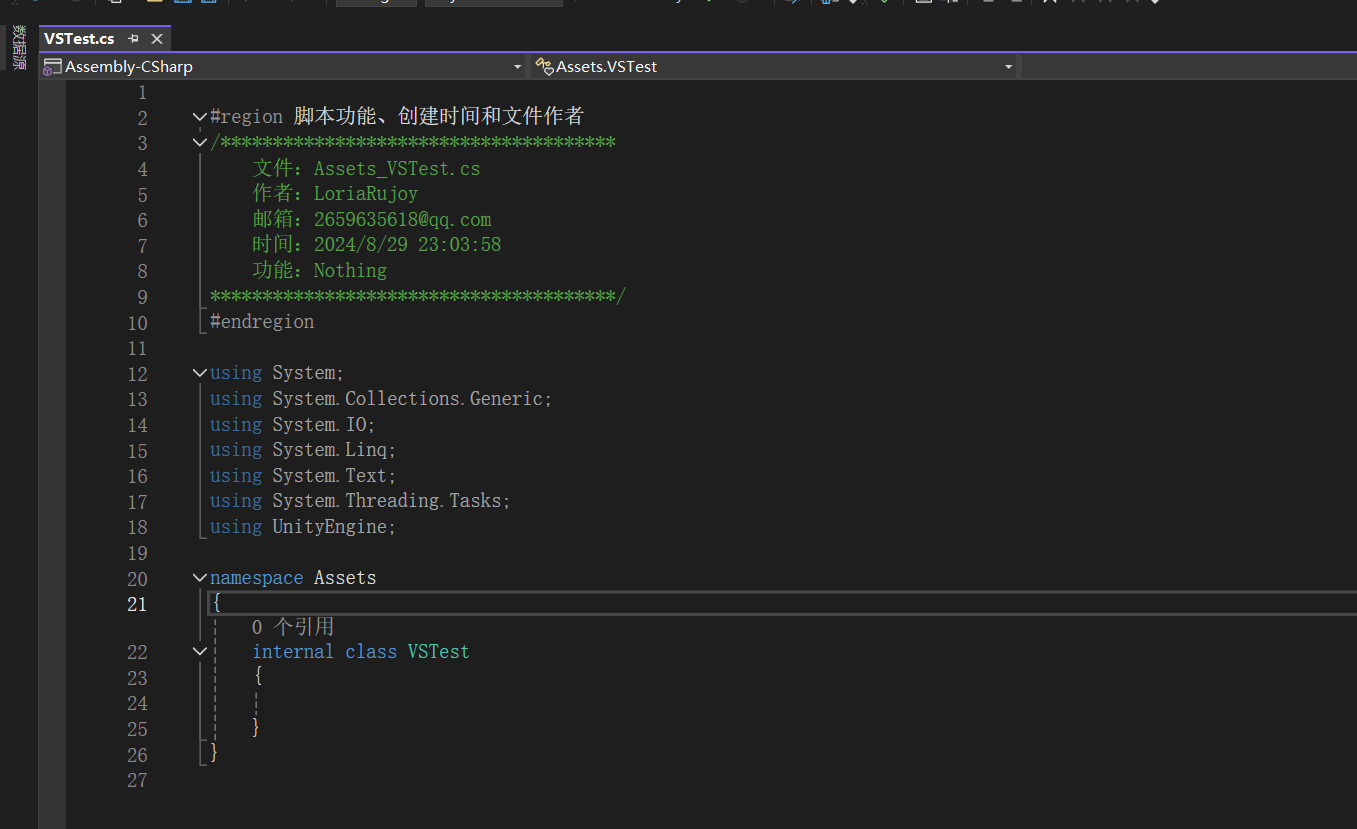 数据源
VSTest.cs
Assembly-CSharp
Assets.VSTest
1
2 #region 脚本功能、创建时间和文件作者
3 /**************************************
4 文件：Assets_VSTest.cs
5 作者：LoriaRujoy
6 邮箱：2659635618@qq.com
7 时间：2024/8/29 23:03:58
8 功能：Nothing
9 ***************************************/
10 #endregion
11
12 using System;
13 using System.Collections.Generic;
14 using System.IO;
15 using System.Linq;
16 using System.Text;
17 using System.Threading.Tasks;
18 using UnityEngine;
19
20 namespace Assets
21 {
0 个引用
22 internal class VSTest
23 {
24
25 }
26 }
27